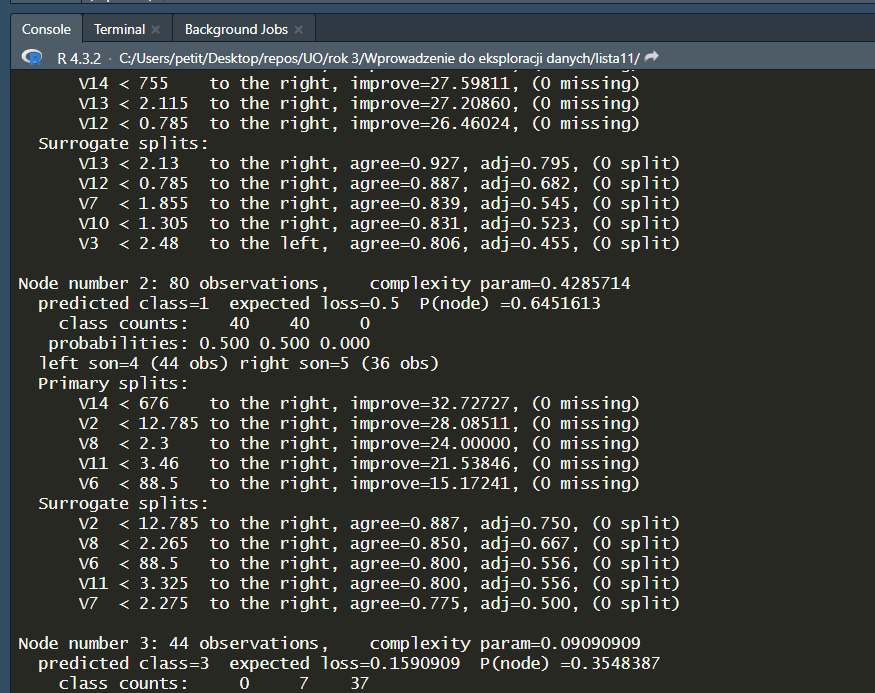 Console Terminal × Background Jobs ×
R R 4.3.2 · C:/Users/petit/Desktop/repos/UO/rok 3/Wprowadzenie do eksploracji danych/lista11/
V14 < 755 to the right, improve=27.59811, (0 missing)
V13 < 2.115 to the right, improve=27.20860, (0 missing)
V12 < 0.785 to the right, improve=26.46024, (0 missing)
Surrogate splits:
V13 < 2.13 to the right, agree=0.927, adj=0.795, (0 split)
V12 < 0.785 to the right, agree=0.887, adj=0.682, (0 split)
V7 < 1.855 to the right, agree=0.839, adj=0.545, (0 split)
V10 < 1.305 to the right, agree=0.831, adj=0.523, (0 split)
V3 < 2.48 to the left, agree=0.806, adj=0.455, (0 split)
Node number 2: 80 observations, complexity param=0.4285714
predicted class=1 expected loss=0.5 P(node) =0.6451613
class counts: 40 40 0
probabilities: 0.500 0.500 0.000
left son=4 (44 obs) right son=5 (36 obs)
Primary splits:
V14 < 676 to the right, improve=32.72727, (0 missing)
V2 < 12.785 to the right, improve=28.08511, (0 missing)
V8 < 2.3 to the right, improve=24.00000, (0 missing)
V11 < 3.46 to the right, improve=21.53846, (0 missing)
V6 < 88.5 to the right, improve=15.17241, (0 missing)
Surrogate splits:
V2 < 12.785 to the right, agree=0.887, adj=0.750, (0 split)
V8 < 2.265 to the right, agree=0.850, adj=0.667, (0 split)
V6 < 88.5 to the right, agree=0.800, adj=0.556, (0 split)
V11 < 3.325 to the right, agree=0.800, adj=0.556, (0 split)
V7 < 2.275 to the right, agree=0.775, adj=0.500, (0 split)
Node number 3: 44 observations, complexity param=0.09090909
predicted class=3 expected loss=0.1590909 P(node) =0.3548387
class counts: 0 7 37